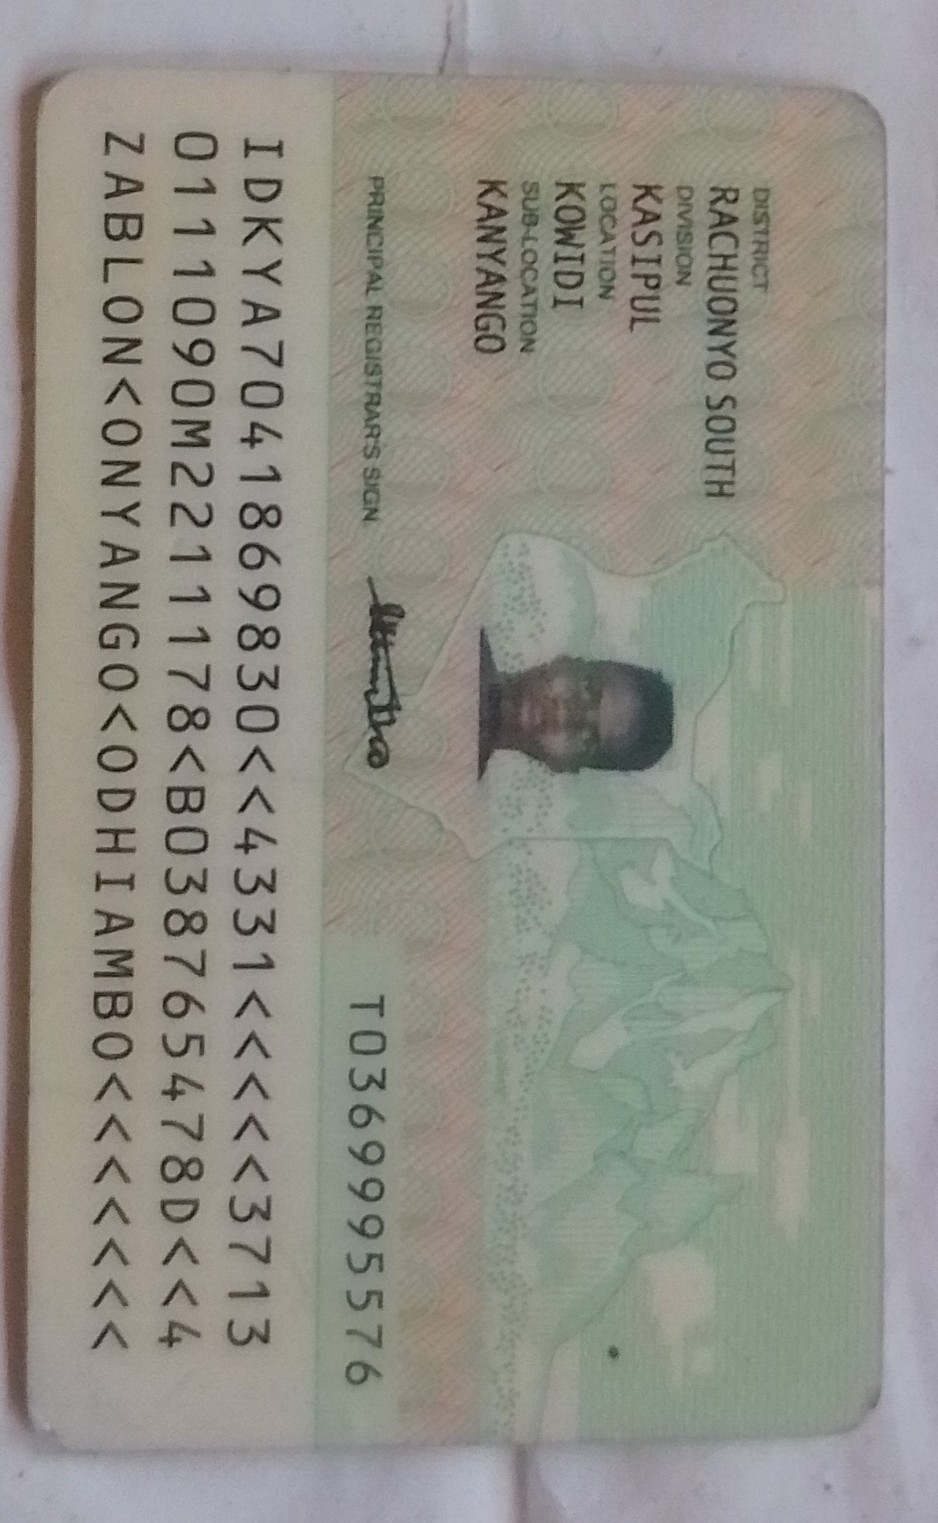 DISTRICT
RACHUONYO SOUTH
DIVISION
KASIPUL
LOCATION
KOWIDI
SUB-LOCATION
KANYANGO
PRINCIPAL REGISTRAR'S SIGN
T0369995576
IDKYA7041869830<<4331<<<<<3713
0111090M2211178<B038765478D<<4
ZABLON<ONYANGO<ODHIAMBO<<<<<<<